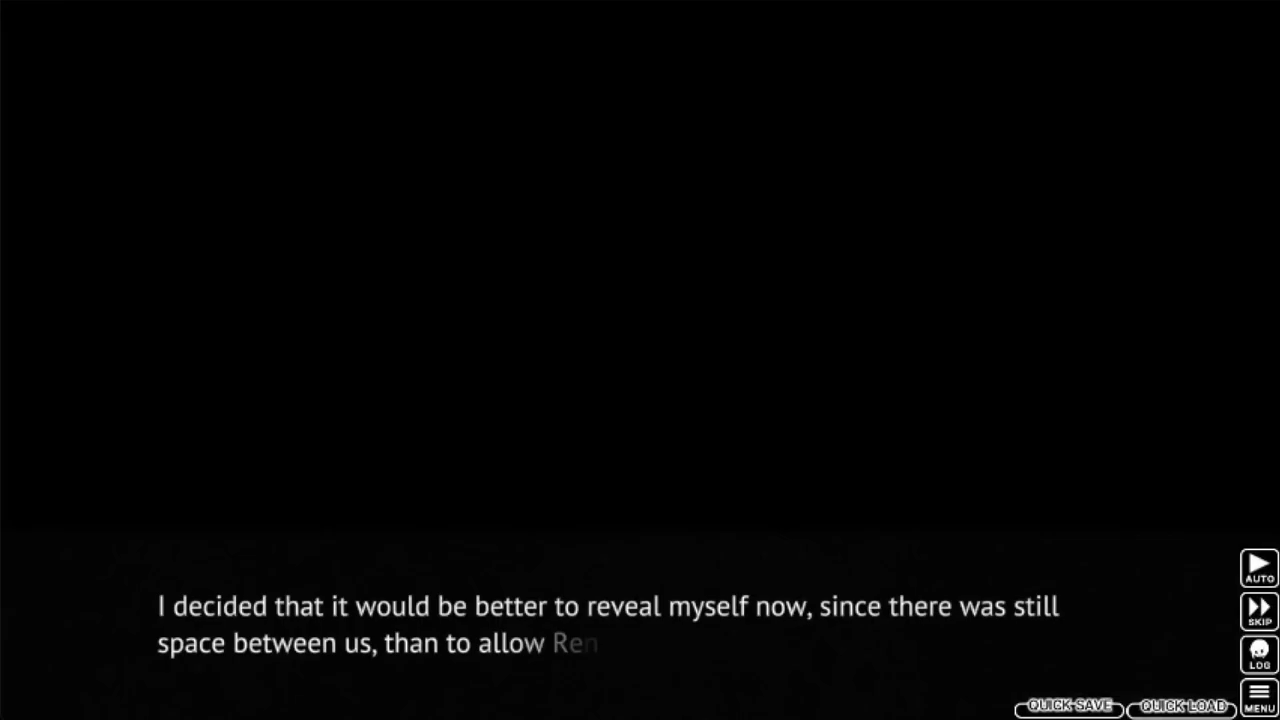 I decided that it would be better to reveal myself now, since there was still
space between us, than to allow Ren
AUTO
SKIP
LOG
MENU
QUICK SAVE
QUICK LOAD